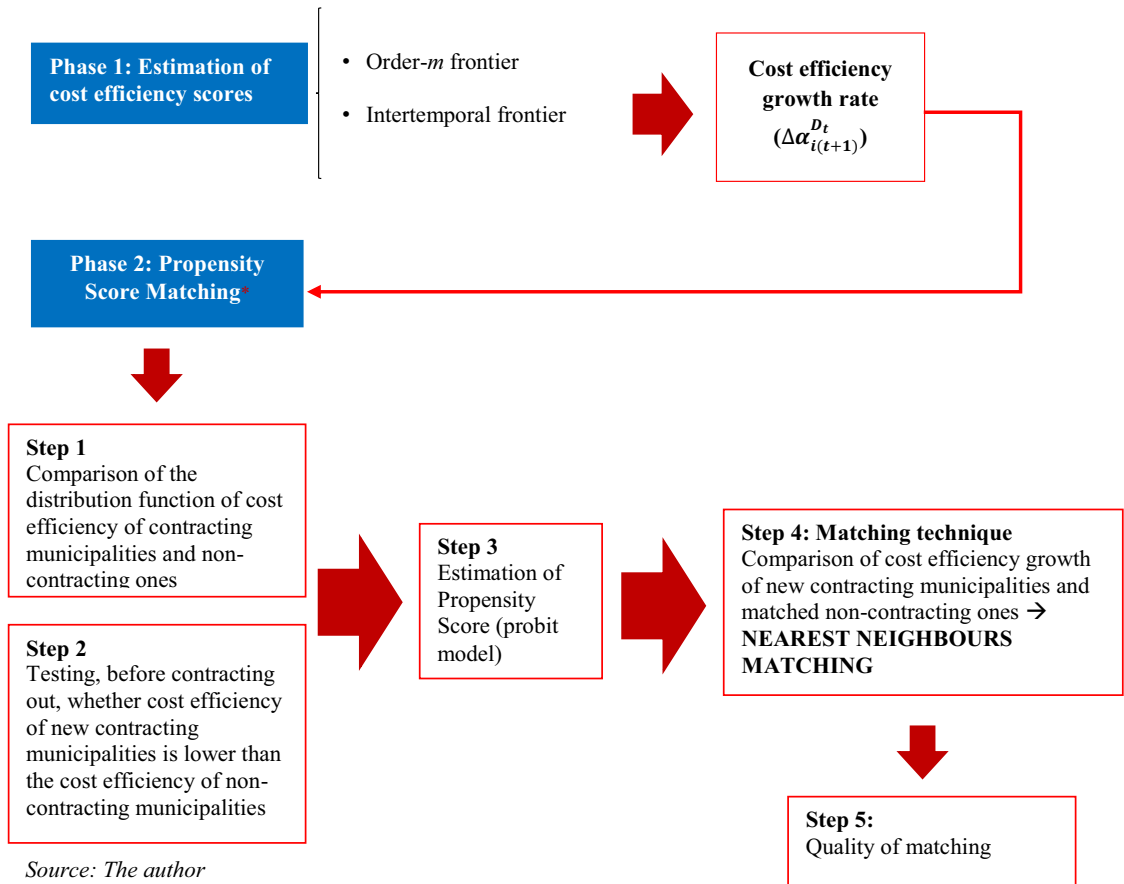 Phase 1: Estimation of
cost efficiency scores
• Order-m frontier
• Intertemporal frontier
Cost efficiency
growth rate
(Δα_{i(t+1)}^{D_t})
Phase 2: Propensity
Score Matching*
Step 1
Comparison of the
distribution function of cost
efficiency of contracting
municipalities and non-
contracting ones
Step 2
Testing, before contracting
out, whether cost efficiency
of new contracting
municipalities is lower than
the cost efficiency of non-
contracting municipalities
Step 3
Estimation of
Propensity
Score (probit
model)
Step 4: Matching technique
Comparison of cost efficiency growth
of new contracting municipalities and
matched non-contracting ones →
NEAREST NEIGHBOURS
MATCHING
Step 5:
Quality of matching
Source: The author